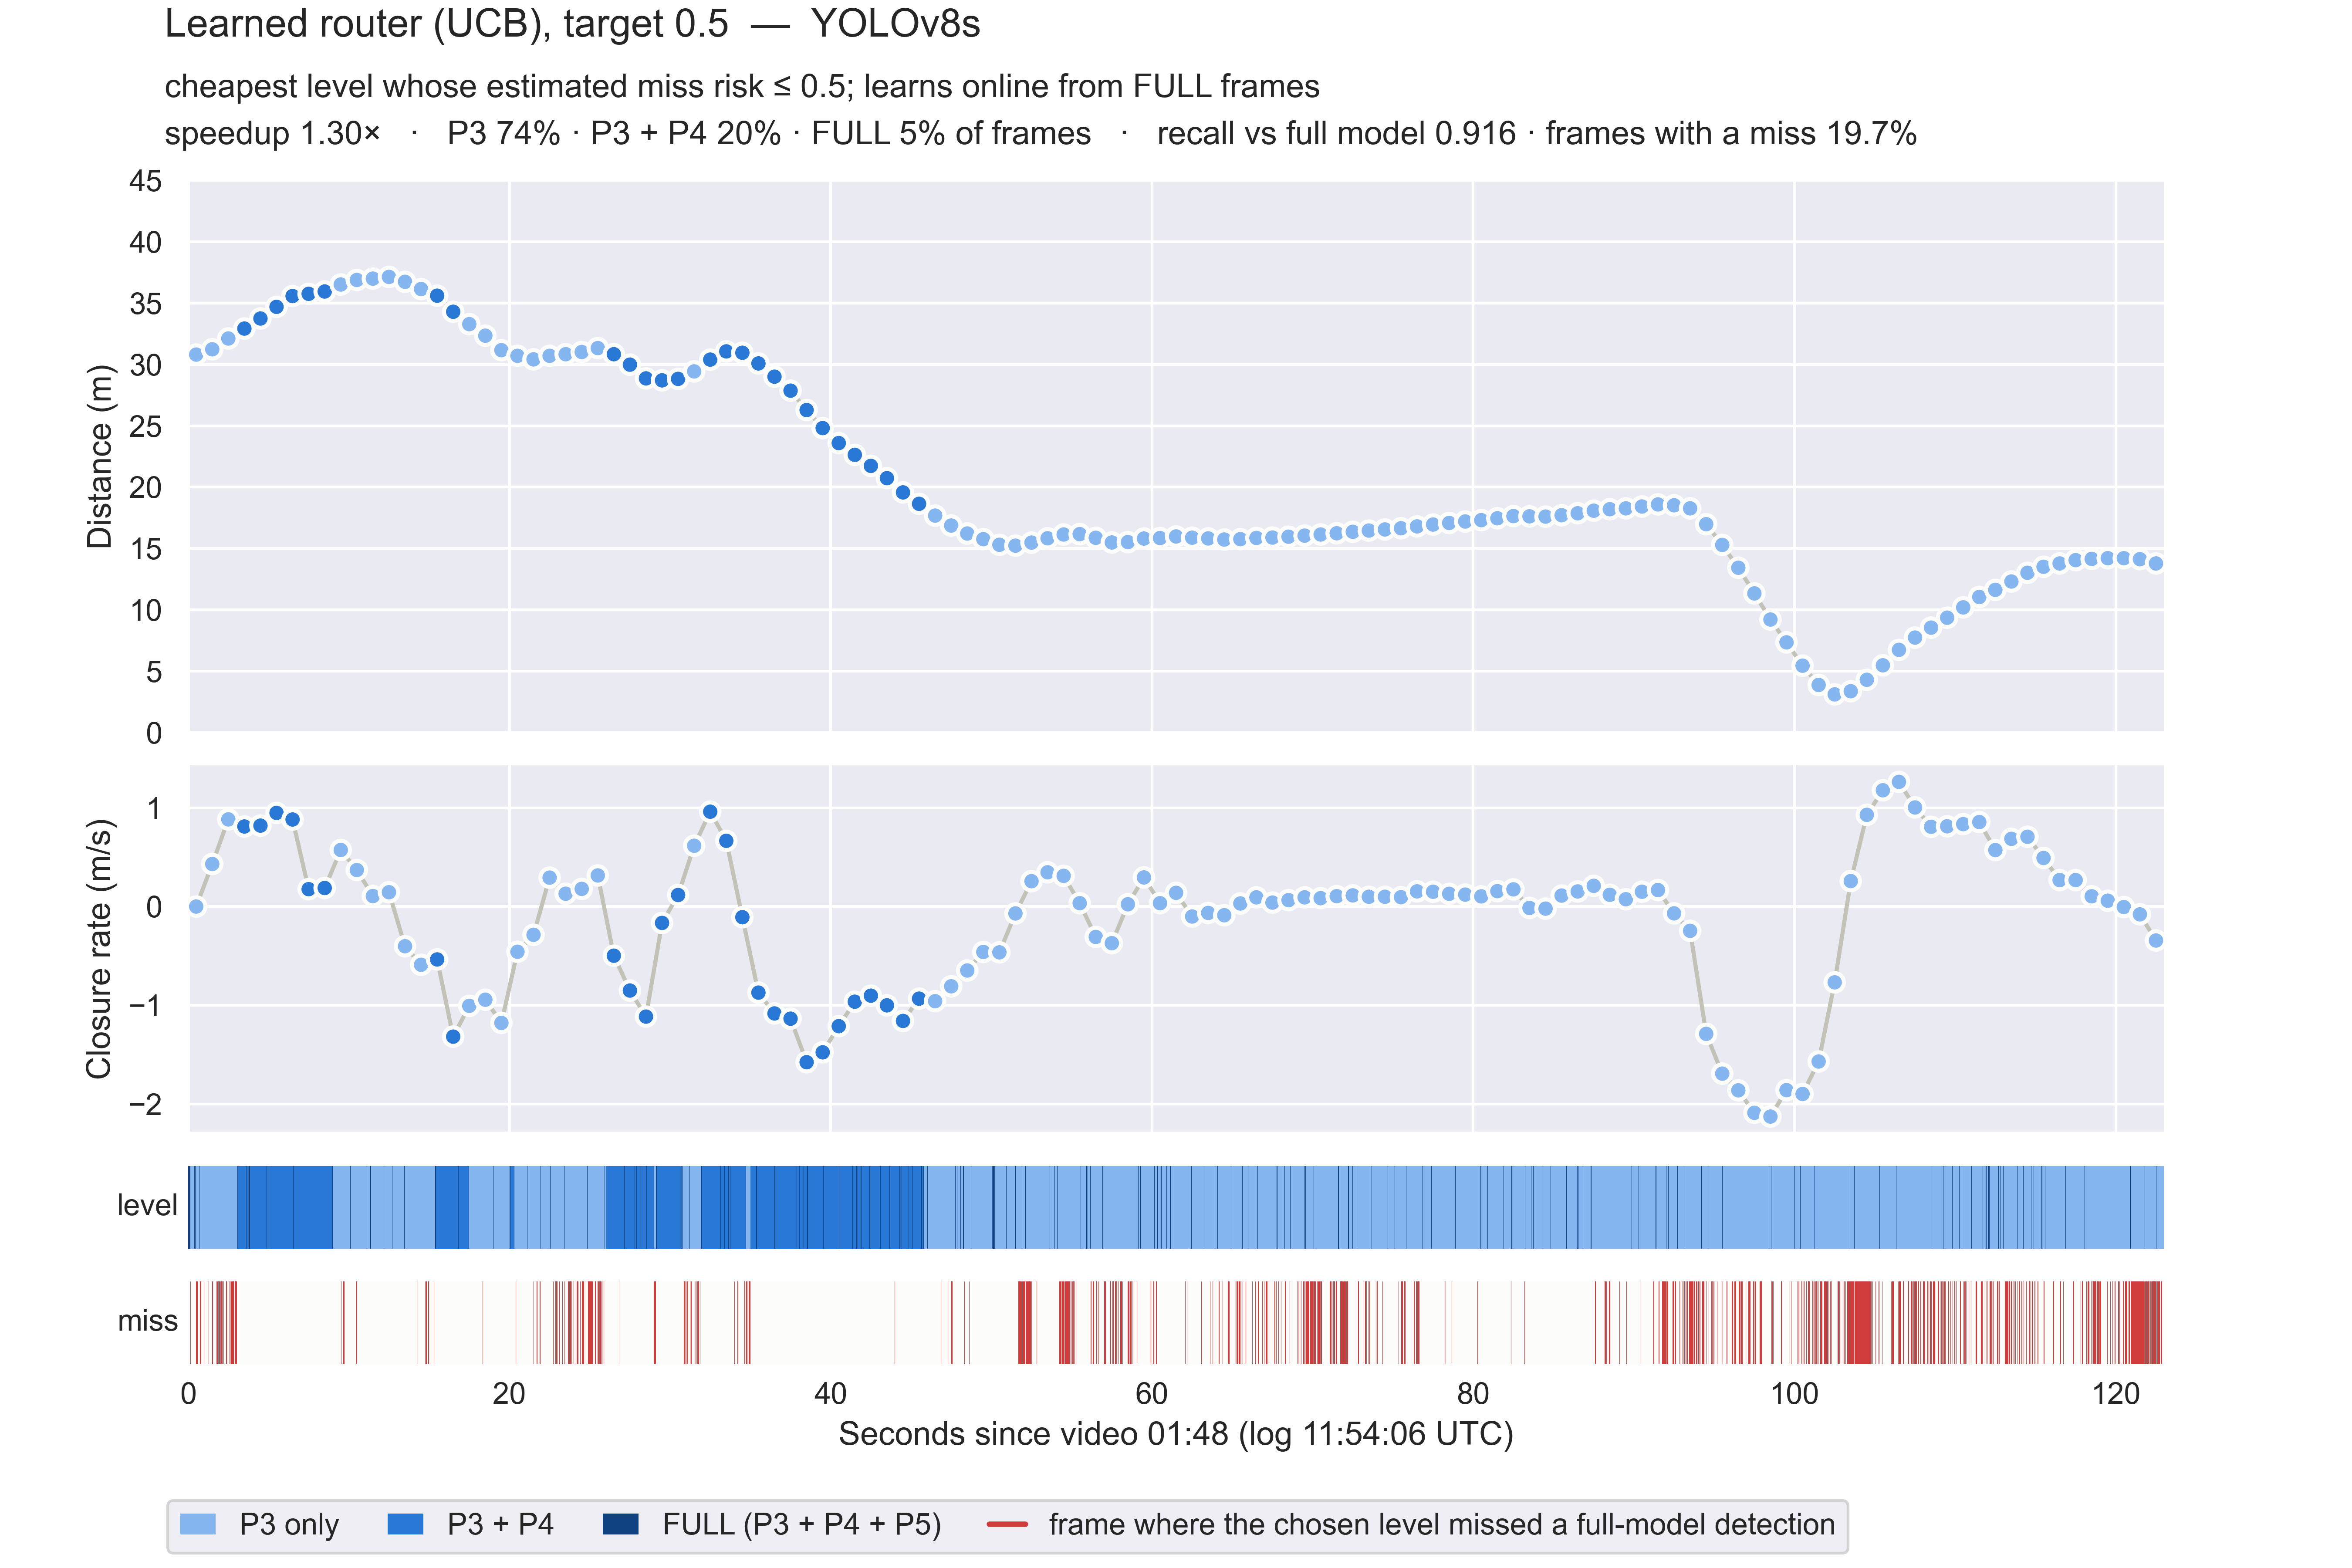 Learned router (UCB), target 0.5 — YOLOv8s
cheapest level whose estimated miss risk ≤ 0.5; learns online from FULL frames
speedup 1.30× · P3 74% · P3 + P4 20% · FULL 5% of frames · recall vs full model 0.916 · frames with a miss 19.7%
45
40
35
30
25
20
15
10
5
0
Distance (m)
1
0
−1
−2
Closure rate (m/s)
level
miss
0 20 40 60 80 100 120
Seconds since video 01:48 (log 11:54:06 UTC)
P3 only P3 + P4 FULL (P3 + P4 + P5) frame where the chosen level missed a full-model detection